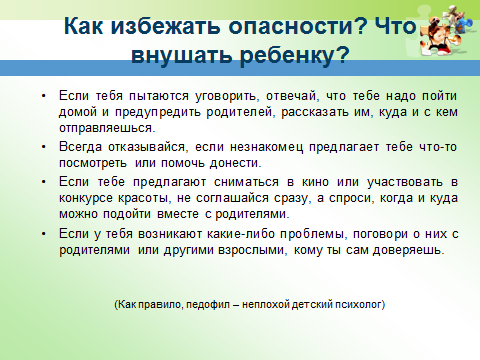 Как избежать опасности? Что
внушать ребенку?
• Если тебя пытаются уговорить, отвечай, что тебе надо пойти
домой и предупредить родителей, рассказать им, куда и с кем
отправляешься.
• Всегда отказывайся, если незнакомец предлагает тебе что-то
посмотреть или помочь донести.
• Если тебе предлагают сниматься в кино или участвовать в
конкурсе красоты, не соглашайся сразу, а спроси, когда и куда
можно подойти вместе с родителями.
• Если у тебя возникают какие-либо проблемы, поговори о них с
родителями или другими взрослыми, кому ты сам доверяешь.
(Как правило, педофил – неплохой детский психолог)